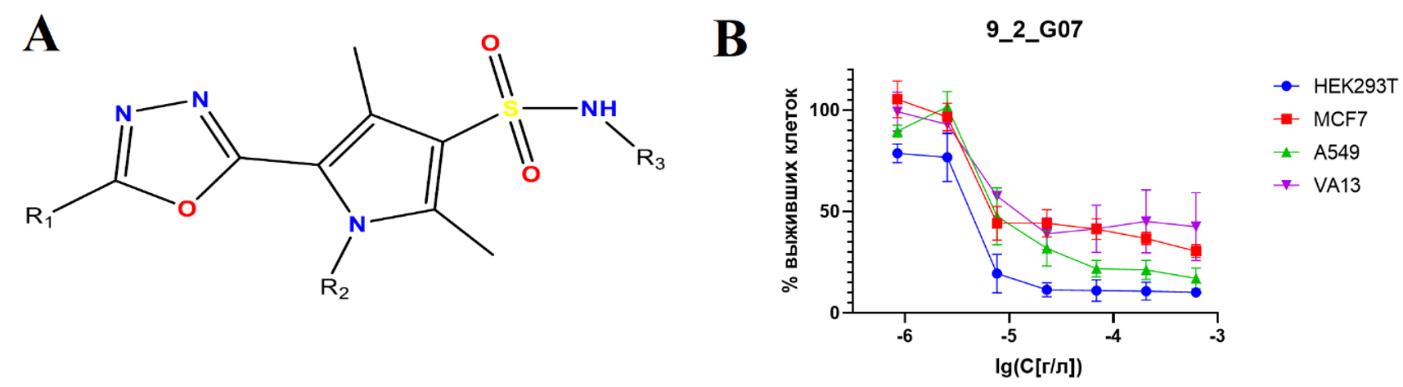 A
N
N
O
R₁
N
R₂
O
S
O
NH
R₃
B
9_2_G07
% выживших клеток
100
50
0
-6
-5
-4
-3
lg(C[г/л])
HEK293T
MCF7
A549
VA13